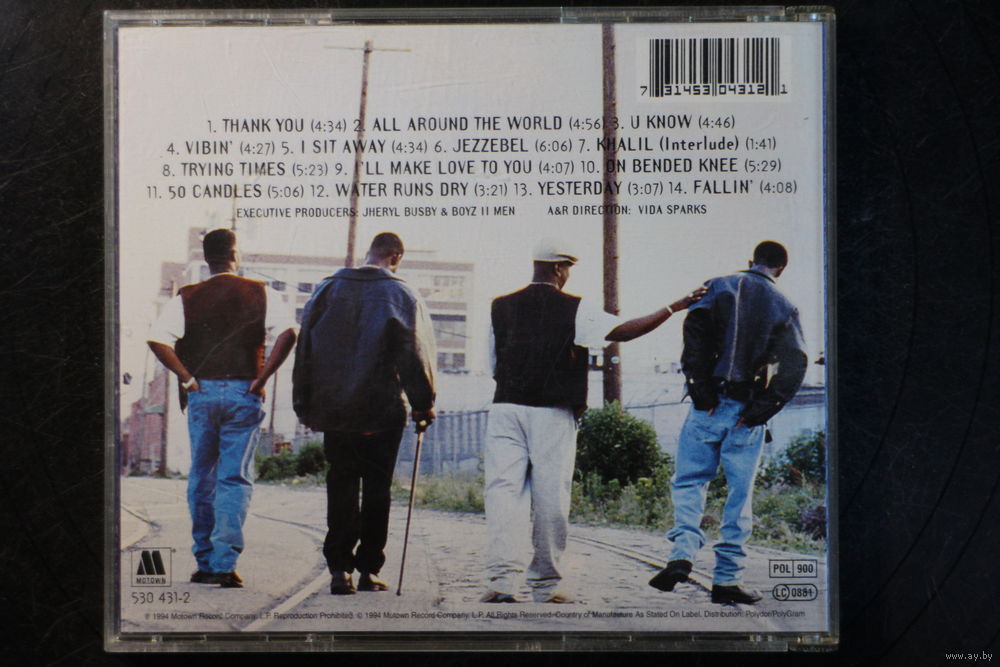 7 31453 04312 1
1. THANK YOU (4:34) 2. ALL AROUND THE WORLD (4:56) 3. U KNOW (4:46)
4. VIBIN' (4:27) 5. I SIT AWAY (4:34) 6. JEZZEBEL (6:06) 7. KHALIL (Interlude) (1:41)
8. TRYING TIMES (5:23) 9. I'LL MAKE LOVE TO YOU (4:07) 10. ON BENDED KNEE (5:29)
11. 50 CANDLES (5:06) 12. WATER RUNS DRY (3:21) 13. YESTERDAY (3:07) 14. FALLIN' (4:08)
EXECUTIVE PRODUCERS: JHERYL BUSBY & BOYZ II MEN A&R DIRECTION: VIDA SPARKS
MOTOWN
530 431-2
POL 900
LC 0881
℗ 1994 Motown Record Company, L.P. Reproduction Prohibited. © 1994 Motown Record Company, L.P. All Rights Reserved-Country of Manufacture As Stated On Label. Distribution: Polydor/PolyGram
www.ay.by